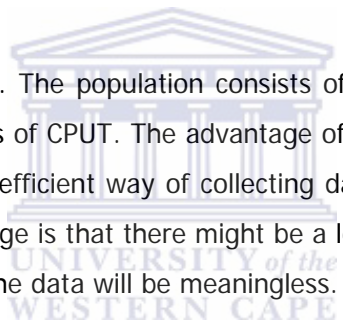 . The population consists of
s of CPUT. The advantage of
efficient way of collecting da
ge is that there might be a l
UNIVERSITY of the
ne data will be meaningless.
WESTERN CAPE